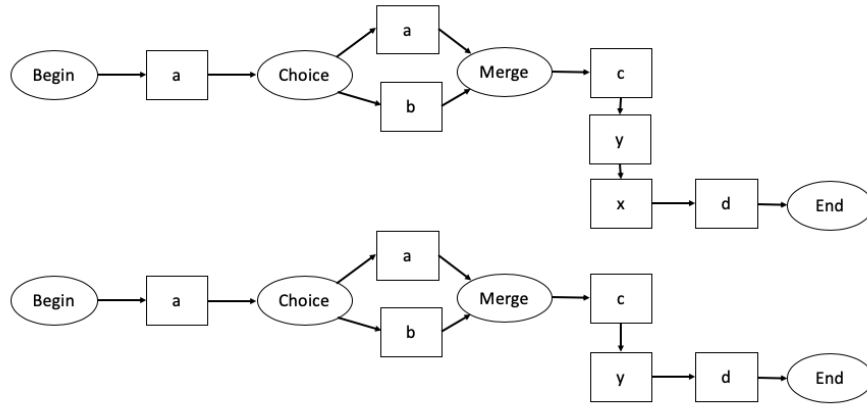 a
Begin a Choice Merge c
b
y
x d End
a
Begin a Choice Merge c
b
y d End